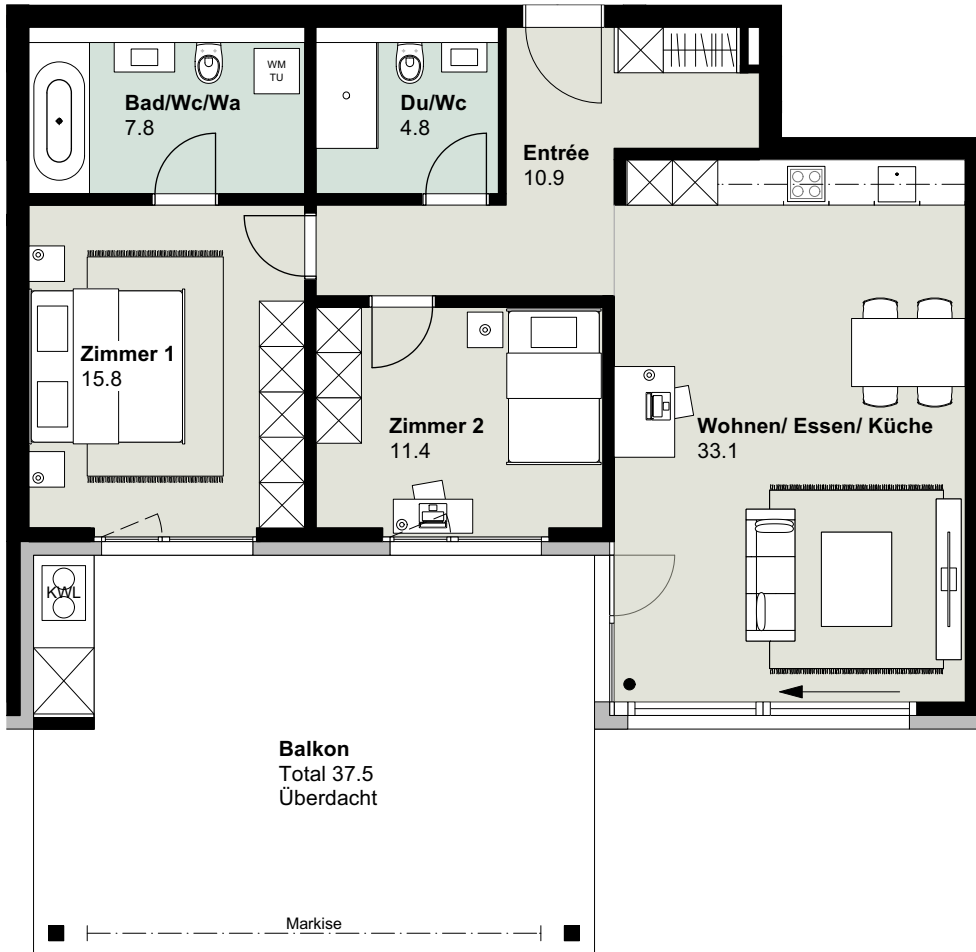 WM
TU
Bad/Wc/Wa
7.8
Du/Wc
4.8
Entrée
10.9
Zimmer 1
15.8
Zimmer 2
11.4
Wohnen/ Essen/ Küche
33.1
KWL
Balkon
Total 37.5
Überdacht
Markise